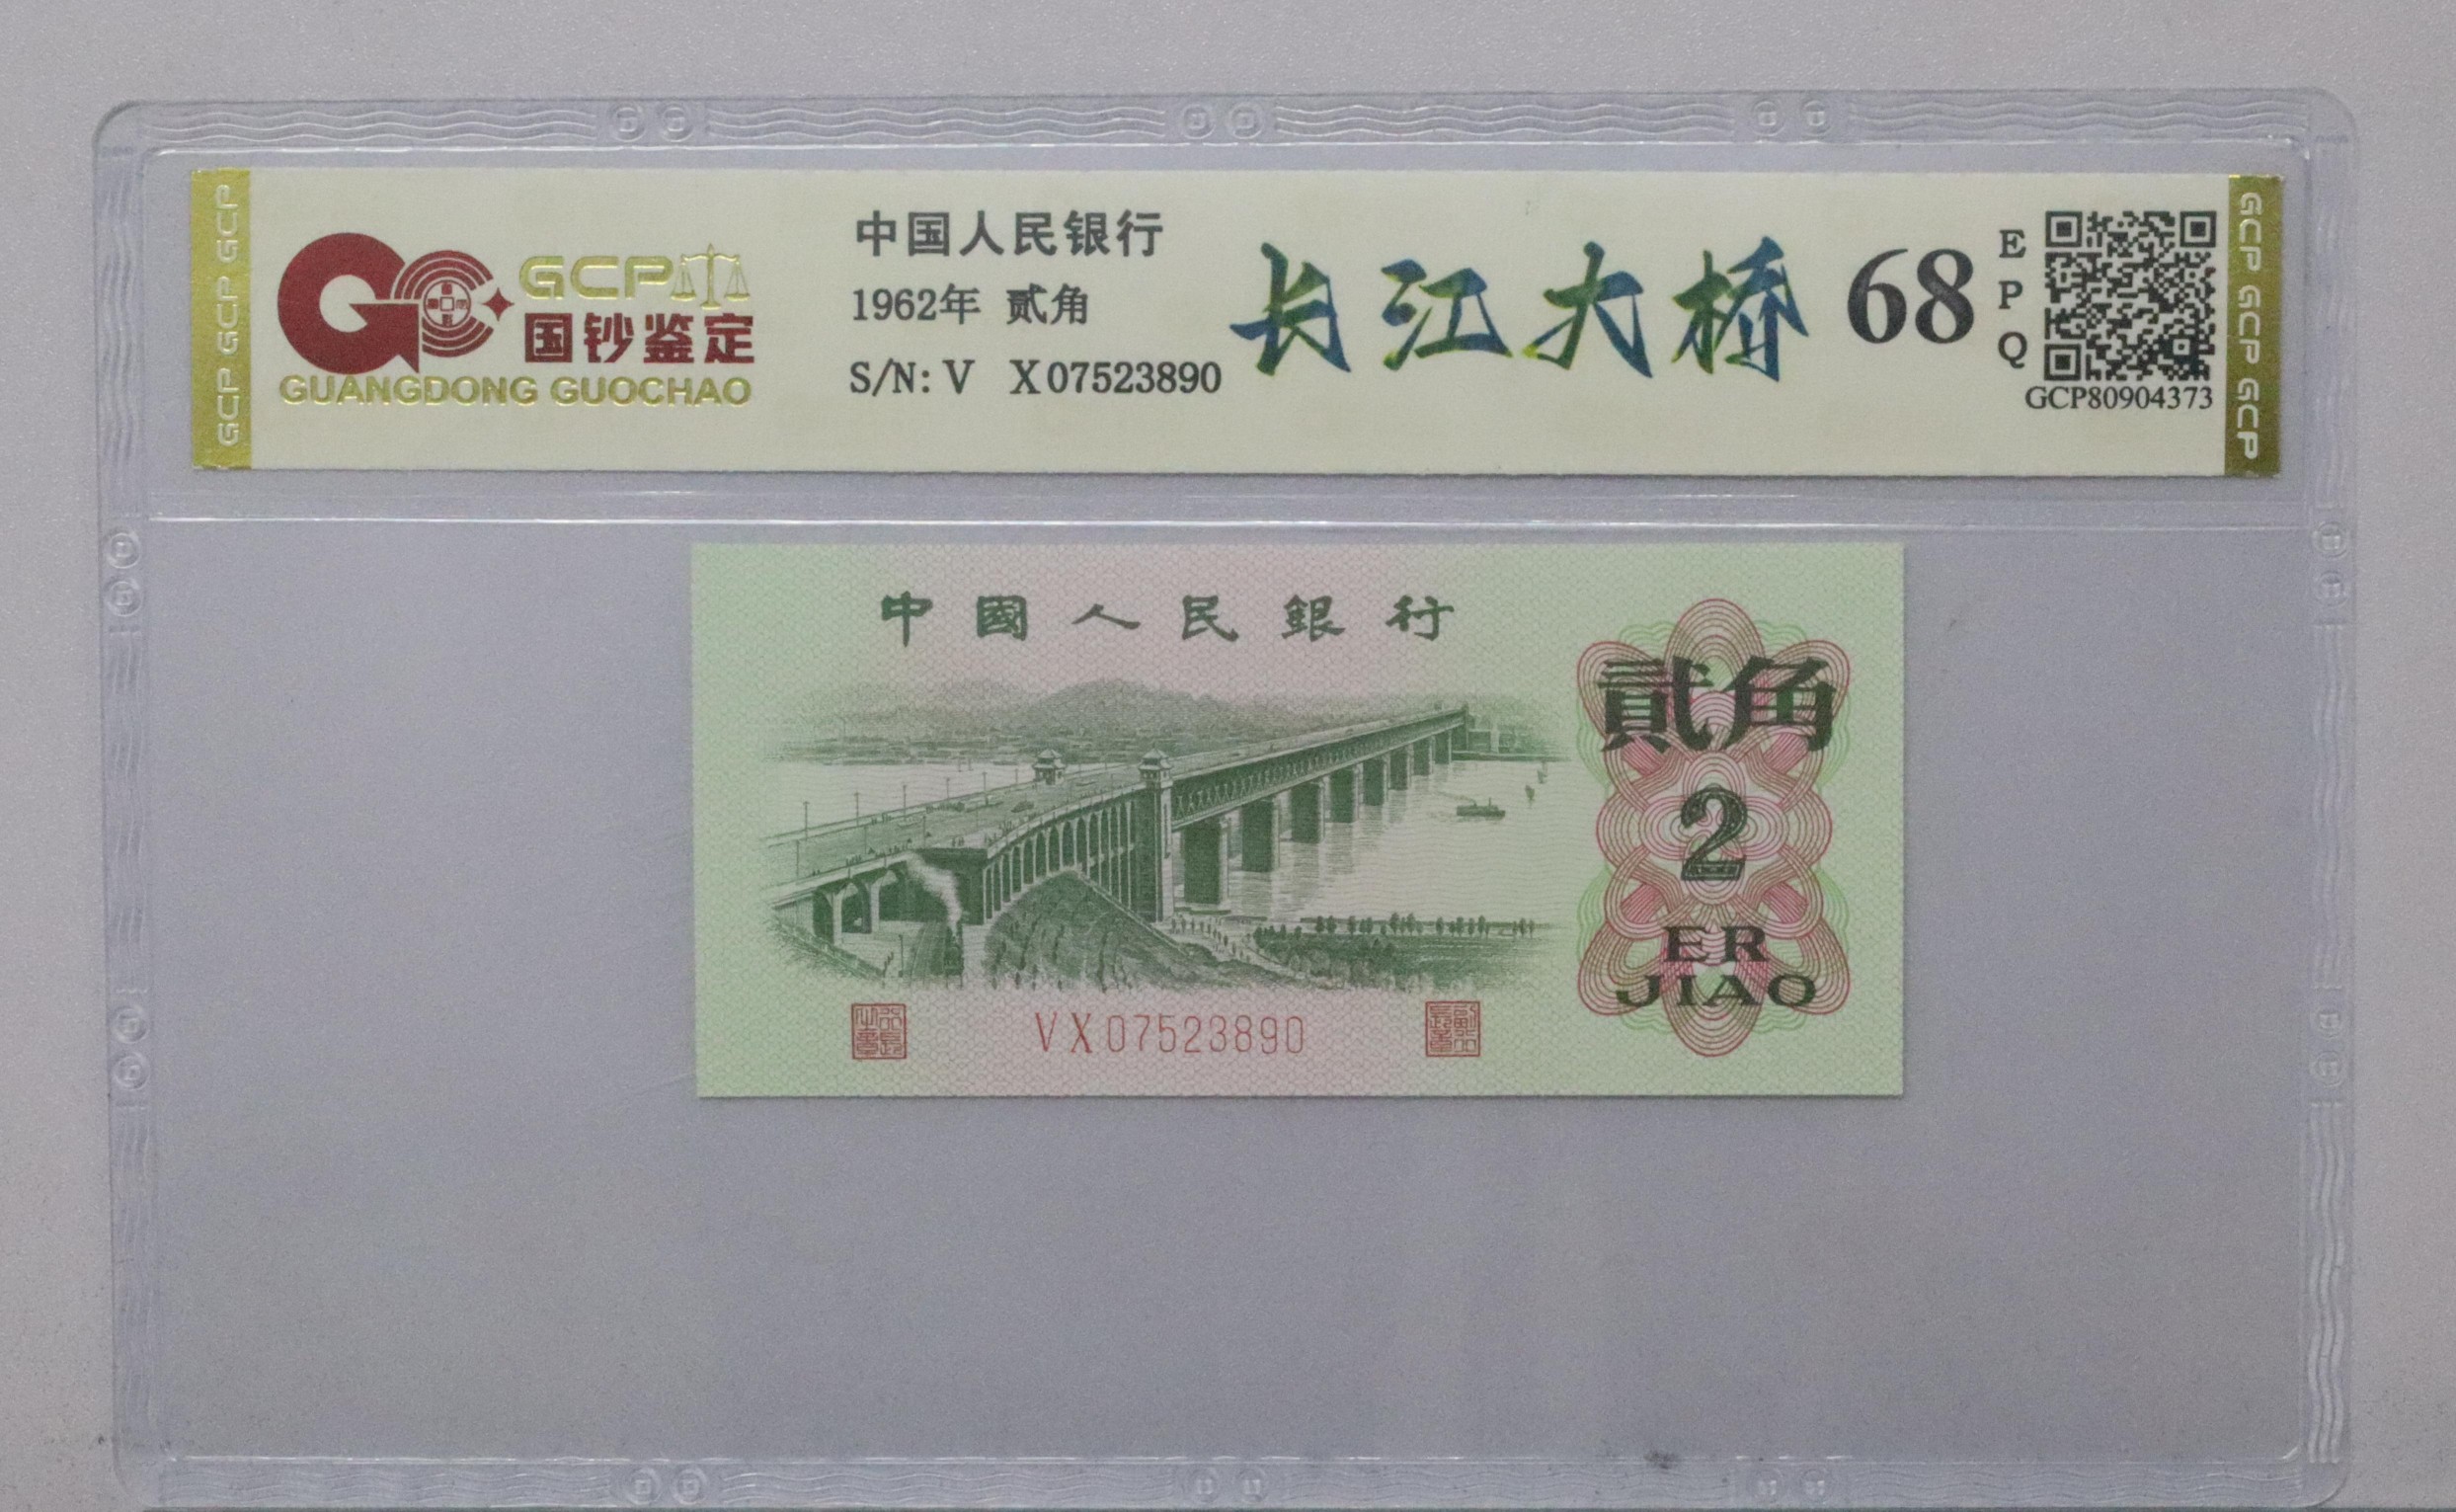 GCP GCP GCP
GCP
国钞鉴定
GUANGDONG GUOCHAO
中国人民银行
1962年 贰角
S/N: V X07523890
长江大桥
68
E
P
Q
GCP80904373
GCP GCP GCP
中國人民銀行
貳角
2
ER
JIAO
VX07523890